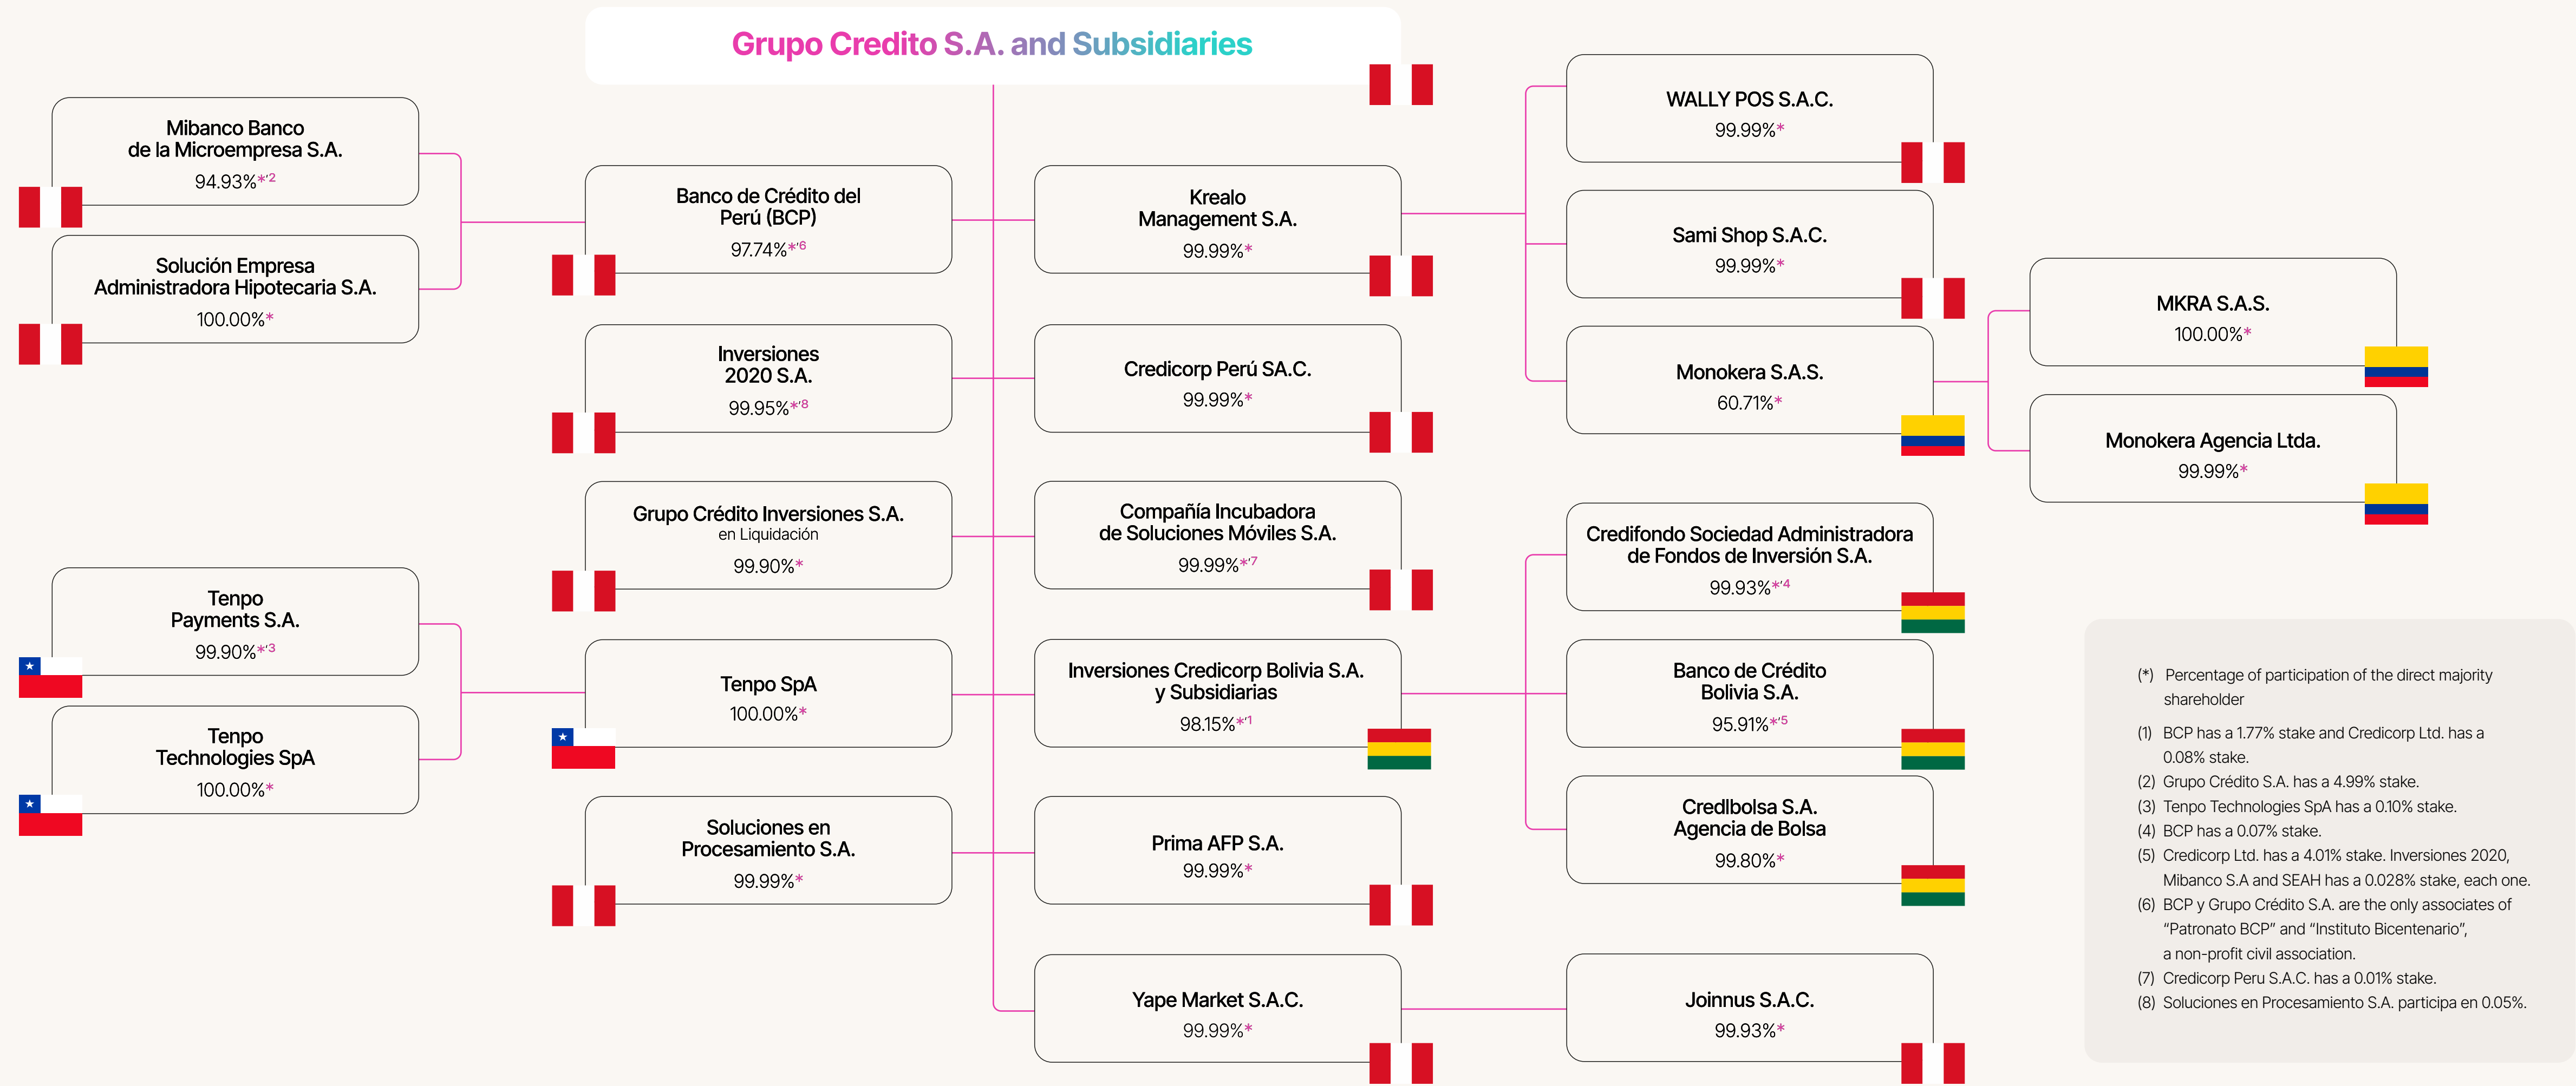 Grupo Credito S.A. and Subsidiaries
Mibanco Banco
de la Microempresa S.A.
94.93%*’2
Solución Empresa
Administradora Hipotecaria S.A.
100.00%*
Tenpo
Payments S.A.
99.90%*’3
Tenpo
Technologies SpA
100.00%*
Banco de Crédito del
Perú (BCP)
97.74%*’6
Inversiones
2020 S.A.
99.95%*’8
Grupo Crédito Inversiones S.A.
en Liquidación
99.90%*
Tenpo SpA
100.00%*
Soluciones en
Procesamiento S.A.
99.99%*
Krealo
Management S.A.
99.99%*
Credicorp Perú SA.C.
99.99%*
Compañía Incubadora
de Soluciones Móviles S.A.
99.99%*’7
Inversiones Credicorp Bolivia S.A.
y Subsidiarias
98.15%*’1
Prima AFP S.A.
99.99%*
Yape Market S.A.C.
99.99%*
WALLY POS S.A.C.
99.99%*
Sami Shop S.A.C.
99.99%*
Monokera S.A.S.
60.71%*
Credifondo Sociedad Administradora
de Fondos de Inversión S.A.
99.93%*’4
Banco de Crédito
Bolivia S.A.
95.91%*’5
Credlbolsa S.A.
Agencia de Bolsa
99.80%*
Joinnus S.A.C.
99.93%*
MKRA S.A.S.
100.00%*
Monokera Agencia Ltda.
99.99%*
(*) Percentage of participation of the direct majority
shareholder
(1) BCP has a 1.77% stake and Credicorp Ltd. has a
0.08% stake.
(2) Grupo Crédito S.A. has a 4.99% stake.
(3) Tenpo Technologies SpA has a 0.10% stake.
(4) BCP has a 0.07% stake.
(5) Credicorp Ltd. has a 4.01% stake. Inversiones 2020,
Mibanco S.A and SEAH has a 0.028% stake, each one.
(6) BCP y Grupo Crédito S.A. are the only associates of
“Patronato BCP” and “Instituto Bicentenario”,
a non-profit civil association.
(7) Credicorp Peru S.A.C. has a 0.01% stake.
(8) Soluciones en Procesamiento S.A. participa en 0.05%.